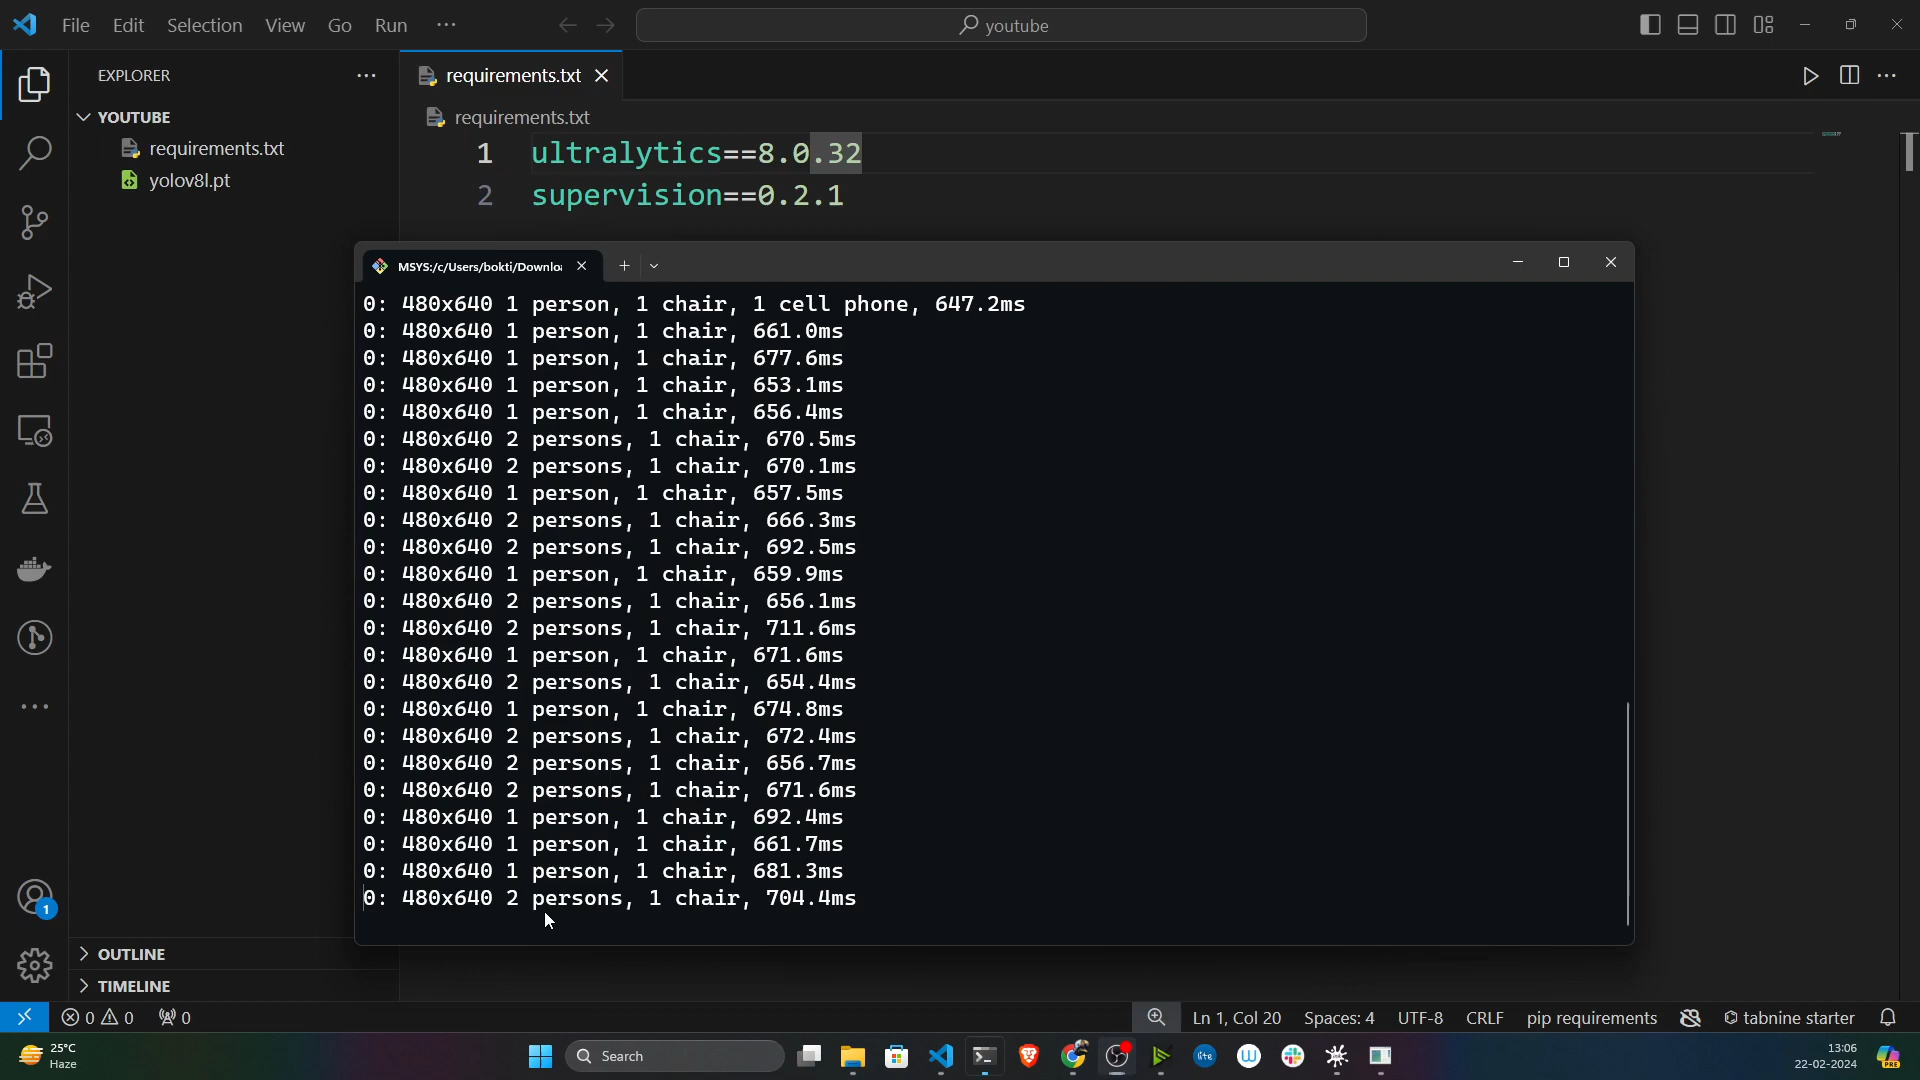 File Edit Selection View Go Run ···
youtube
EXPLORER
YOUTUBE
requirements.txt
yolov8l.pt
requirements.txt
requirements.txt
1 ultralytics==8.0.32
2 supervision==0.2.1
MSYS:/c/Users/bokti/Downloa
0: 480x640 1 person, 1 chair, 1 cell phone, 647.2ms
0: 480x640 1 person, 1 chair, 661.0ms
0: 480x640 1 person, 1 chair, 677.6ms
0: 480x640 1 person, 1 chair, 653.1ms
0: 480x640 1 person, 1 chair, 656.4ms
0: 480x640 2 persons, 1 chair, 670.5ms
0: 480x640 2 persons, 1 chair, 670.1ms
0: 480x640 1 person, 1 chair, 657.5ms
0: 480x640 2 persons, 1 chair, 666.3ms
0: 480x640 2 persons, 1 chair, 692.5ms
0: 480x640 1 person, 1 chair, 659.9ms
0: 480x640 2 persons, 1 chair, 656.1ms
0: 480x640 2 persons, 1 chair, 711.6ms
0: 480x640 1 person, 1 chair, 671.6ms
0: 480x640 2 persons, 1 chair, 654.4ms
0: 480x640 1 person, 1 chair, 674.8ms
0: 480x640 2 persons, 1 chair, 672.4ms
0: 480x640 2 persons, 1 chair, 656.7ms
0: 480x640 2 persons, 1 chair, 671.6ms
0: 480x640 1 person, 1 chair, 692.4ms
0: 480x640 1 person, 1 chair, 661.7ms
0: 480x640 1 person, 1 chair, 681.3ms
0: 480x640 2 persons, 1 chair, 704.4ms
1
OUTLINE
TIMELINE
0 0 0
Ln 1, Col 20 Spaces: 4 UTF-8 CRLF pip requirements tabnine starter
25°C
Haze
Search
lite
W
13:06
22-02-2024
PRE